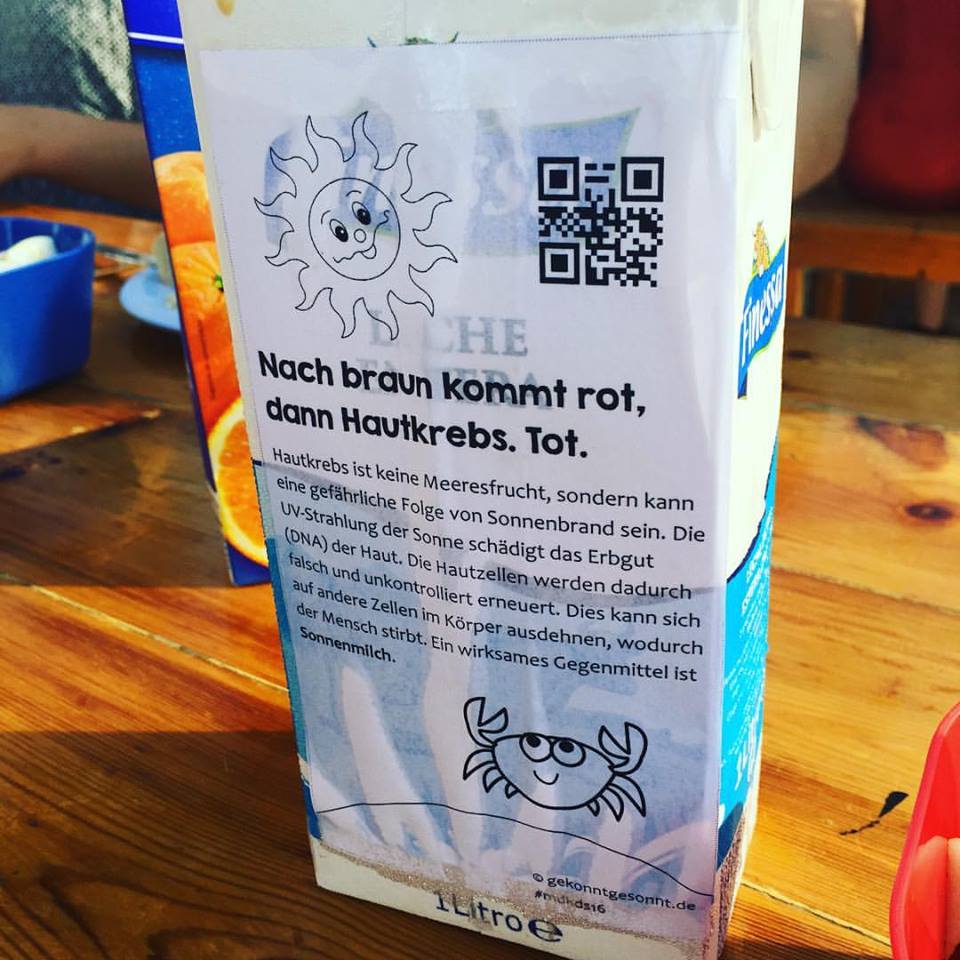 Nach braun kommt rot,
dann Hautkrebs. Tot.
Hautkrebs ist keine Meeresfrucht, sondern kann
eine gefährliche Folge von Sonnenbrand sein. Die
UV-Strahlung der Sonne schädigt das Erbgut
(DNA) der Haut. Die Hautzellen werden dadurch
falsch und unkontrolliert erneuert. Dies kann sich
auf andere Zellen im Körper ausdehnen, wodurch
der Mensch stirbt. Ein wirksames Gegenmittel ist
Sonnenmilch.
© gekonntgesonnt.de
1 Litro e
Finessa